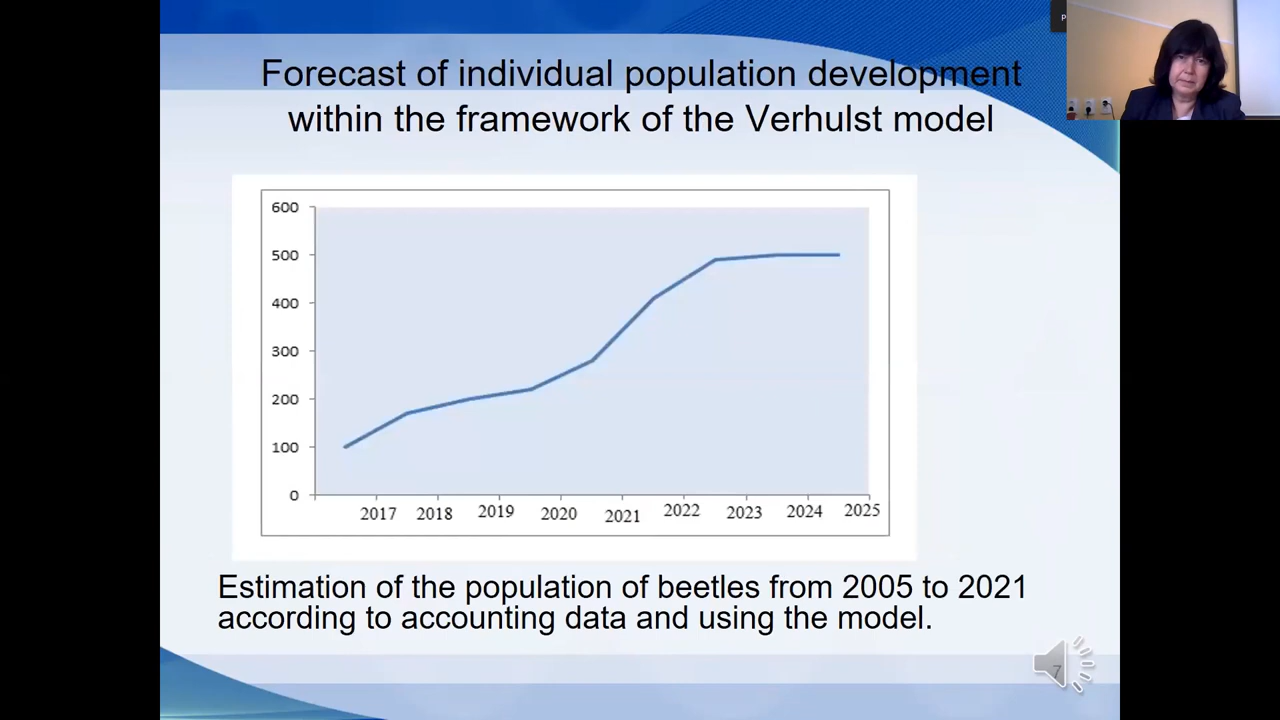 Forecast of individual population development
within the framework of the Verhulst model
P
600
500
400
300
200
100
0
2017 2018 2019 2020 2021 2022 2023 2024 2025
Estimation of the population of beetles from 2005 to 2021
according to accounting data and using the model.
7